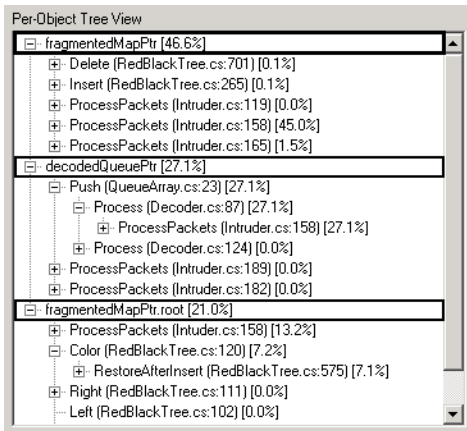 Per-Object Tree View
fragmentedMapPtr [46.6%]
Delete (RedBlackTree.cs:701) [0.1%]
Insert (RedBlackTree.cs:265) [0.1%]
ProcessPackets (Intruder.cs:119) [0.0%]
ProcessPackets (Intruder.cs:158) [45.0%]
ProcessPackets (Intruder.cs:165) [1.5%]
decodedQueuePtr [27.1%]
Push (QueueArray.cs:23) [27.1%]
Process (Decoder.cs:87) [27.1%]
ProcessPackets (Intruder.cs:158) [27.1%]
Process (Decoder.cs:124) [0.0%]
ProcessPackets (Intruder.cs:189) [0.0%]
ProcessPackets (Intruder.cs:182) [0.0%]
fragmentedMapPtr.root [21.0%]
ProcessPackets (Intuder.cs:158) [13.2%]
Color (RedBlackTree.cs:120) [7.2%]
RestoreAfterInsert (RedBlackTree.cs:575) [7.1%]
Right (RedBlackTree.cs:111) [0.0%]
Left (RedBlackTree.cs:102) [0.0%]